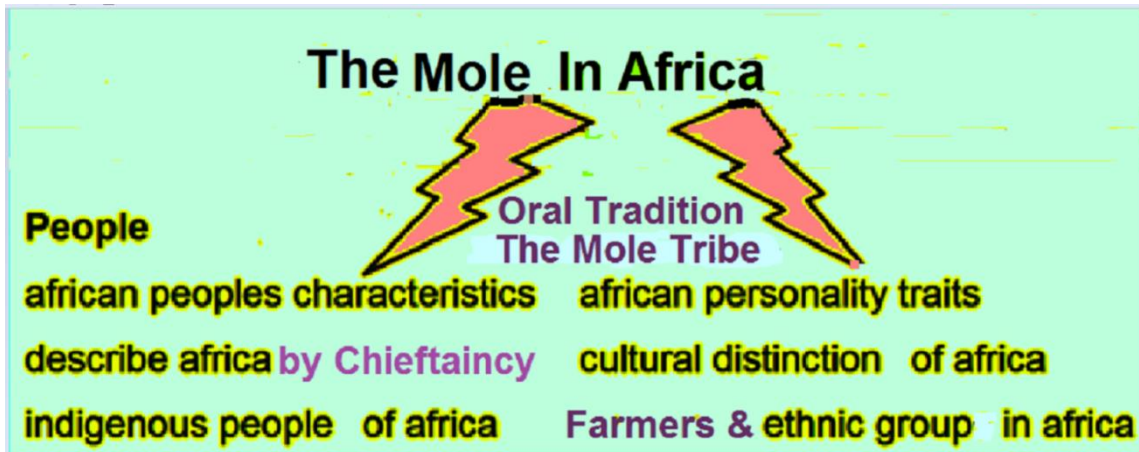 The Mole In Africa
Oral Tradition
People
The Mole Tribe
african peoples characteristics african personality traits
describe africa by Chieftaincy cultural distinction of africa
indigenous people of africa Farmers & ethnic group in africa